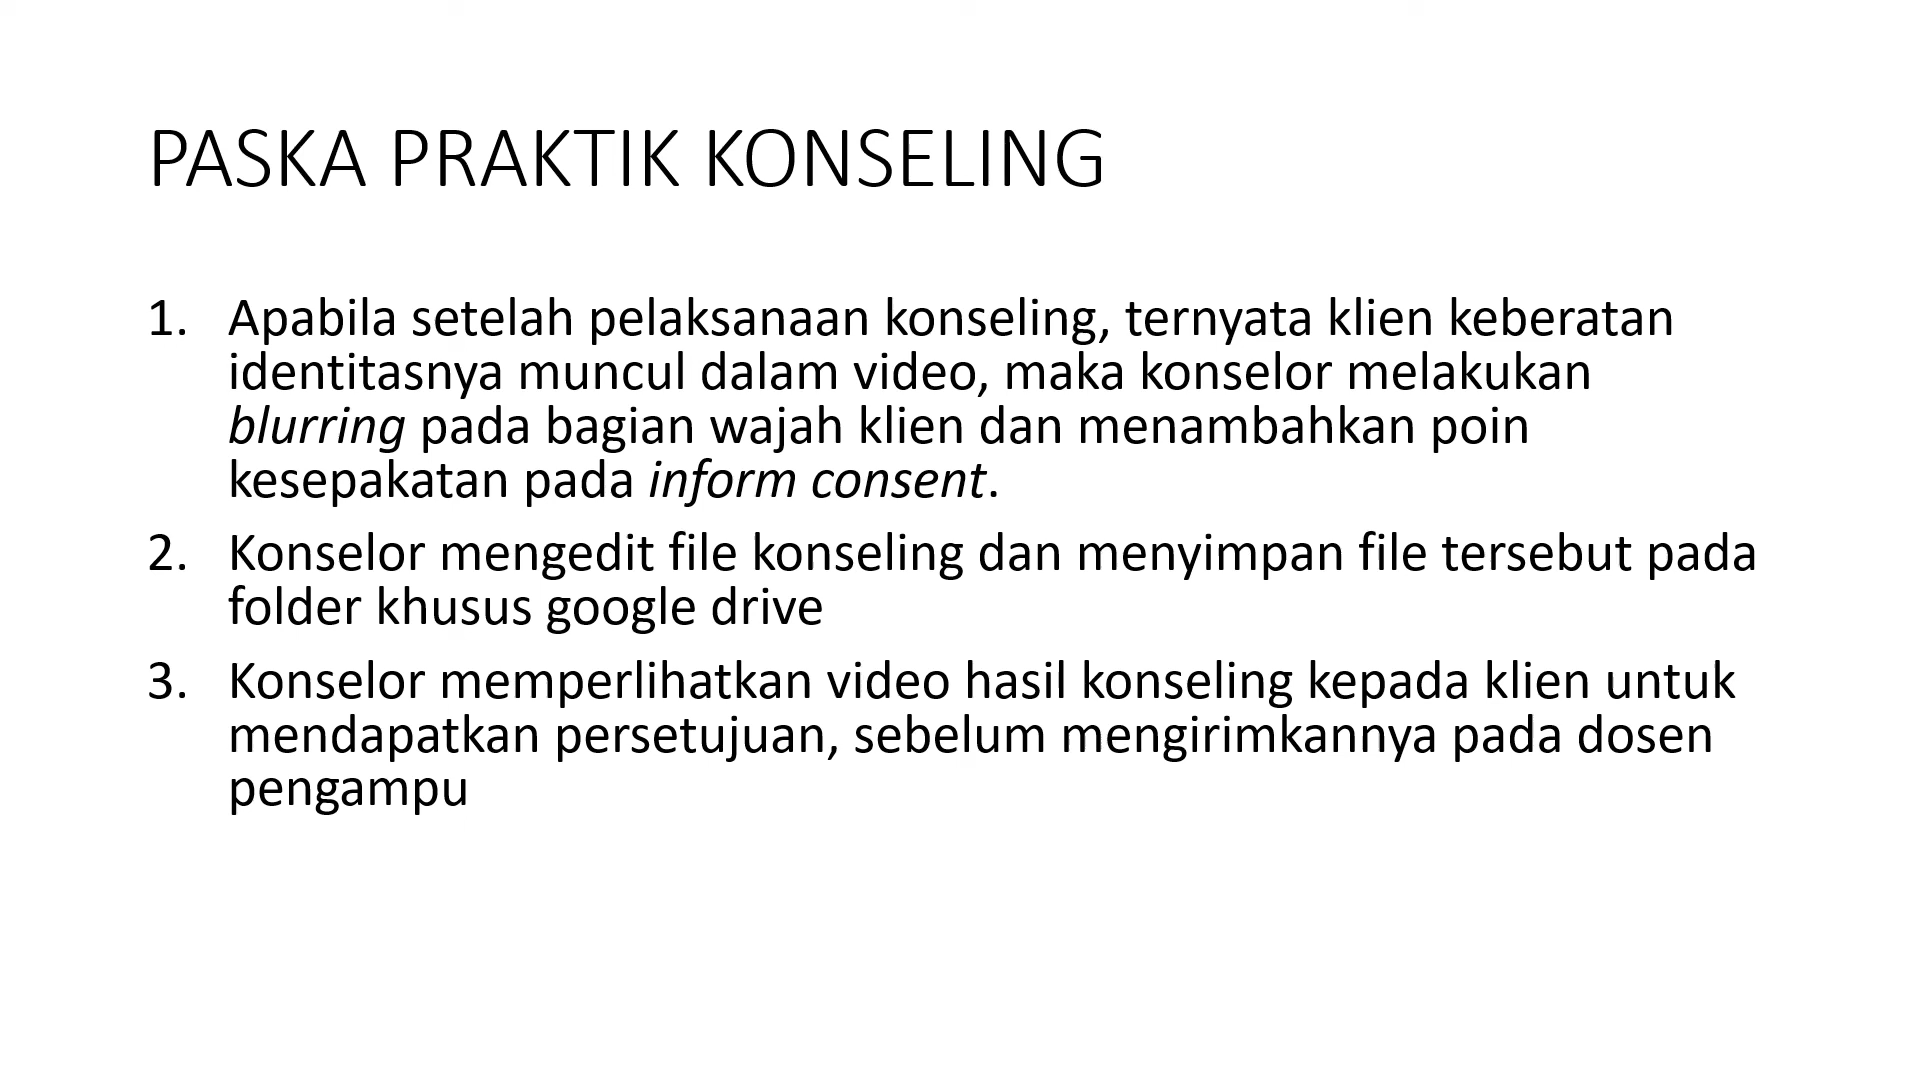 PASKA PRAKTIK KONSELING
1. Apabila setelah pelaksanaan konseling, ternyata klien keberatan
identitasnya muncul dalam video, maka konselor melakukan
blurring pada bagian wajah klien dan menambahkan poin
kesepakatan pada inform consent.
2. Konselor mengedit file konseling dan menyimpan file tersebut pada
folder khusus google drive
3. Konselor memperlihatkan video hasil konseling kepada klien untuk
mendapatkan persetujuan, sebelum mengirimkannya pada dosen
pengampu